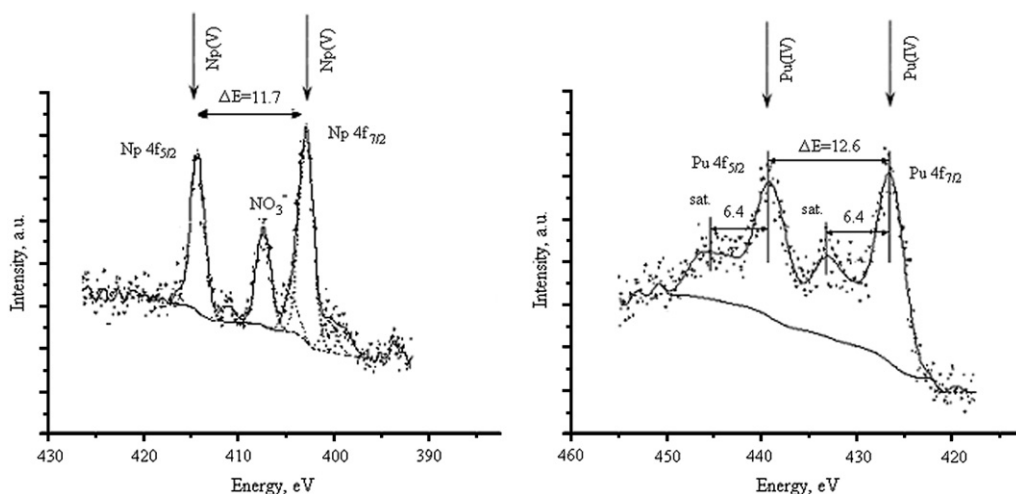 Np(V)
Np(V)
ΔE=11.7
Np 4f5/2
Np 4f7/2
NO3-
Intensity, a.u.
430
420
410
400
390
Energy, eV
Pu(IV)
Pu(IV)
ΔE=12.6
Pu 4f5/2
Pu 4f7/2
sat.
6.4
sat.
6.4
Intensity, a.u.
460
450
440
430
420
Energy, eV